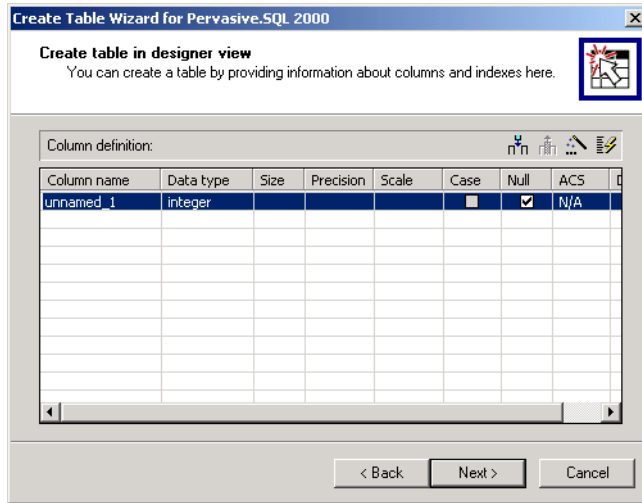 Create Table Wizard for Pervasive.SQL 2000
Create table in designer view
You can create a table by providing information about columns and indexes here.
Column definition:
Column name Data type Size Precision Scale Case Null ACS
unnamed_1 integer N/A
< Back Next > Cancel